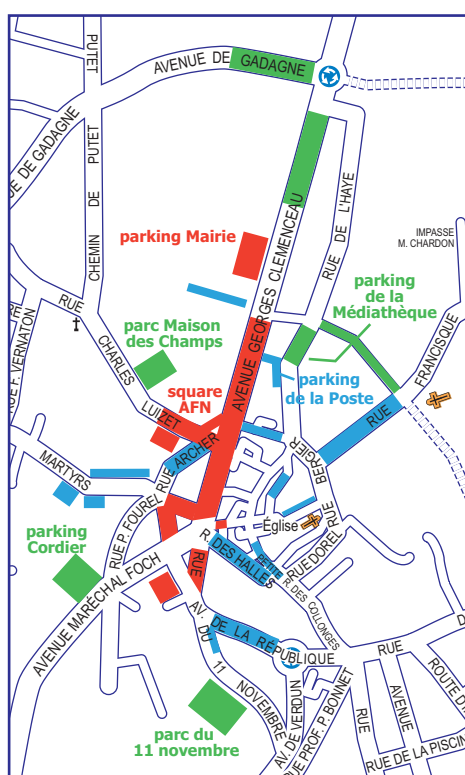 PUTET
AVENUE DE GADAGNE
UE DE GADAGNE
CHEMIN DE PUTET
AVENUE GEORGES CLEMENCEAU
RUE DE L'HAYE
IMPASSE
M. CHARDON
parking Mairie
parking
de la
Médiathèque
RUE FRANCISQUE
RE
RUE F. VERNATON
RUE CHARLES LUIZET
parc Maison
des Champs
square
AFN
parking
de la Poste
RUE ARCHER
MARTYRS
RUE P. FOUREL
RUE BERGIER
Église
parking
Cordier
R. DES HALLES
PETITE R. DES COLLONGES
RUE DOREL
AVENUE MARÉCHAL FOCH
RUE DE LA RÉPUBLIQUE
AV. DU 11 NOVEMBRE
RUE D
ROUTE D'I
AVENUE
RUE
AV. DE VERDUN
RUE PROF. P. BONNET
RUE DE LA PISCIN
parc du
11 novembre